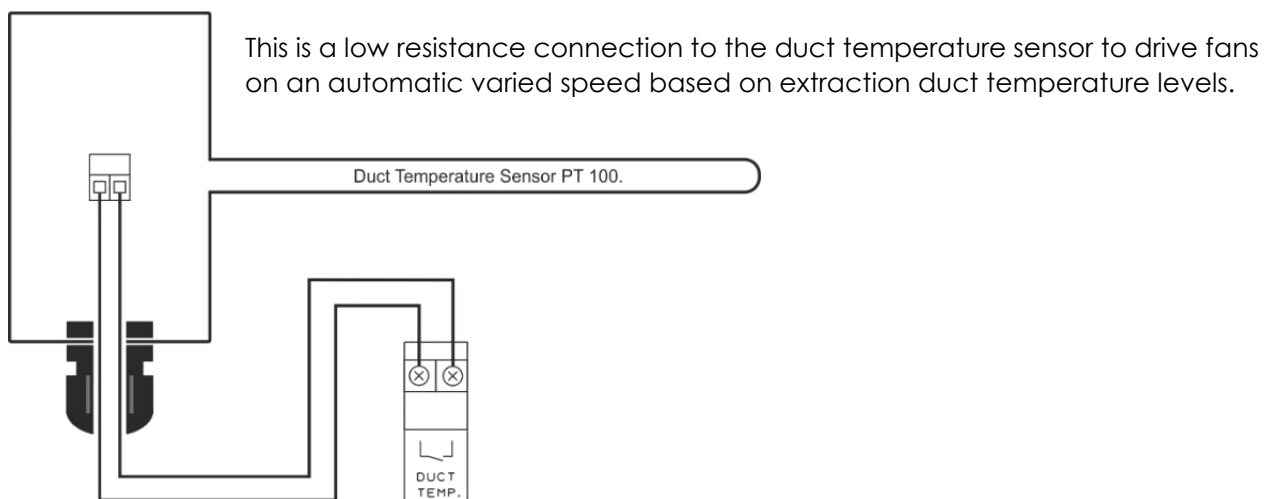 This is a low resistance connection to the duct temperature sensor to drive fans
on an automatic varied speed based on extraction duct temperature levels.
Duct Temperature Sensor PT 100.
DUCT
TEMP.